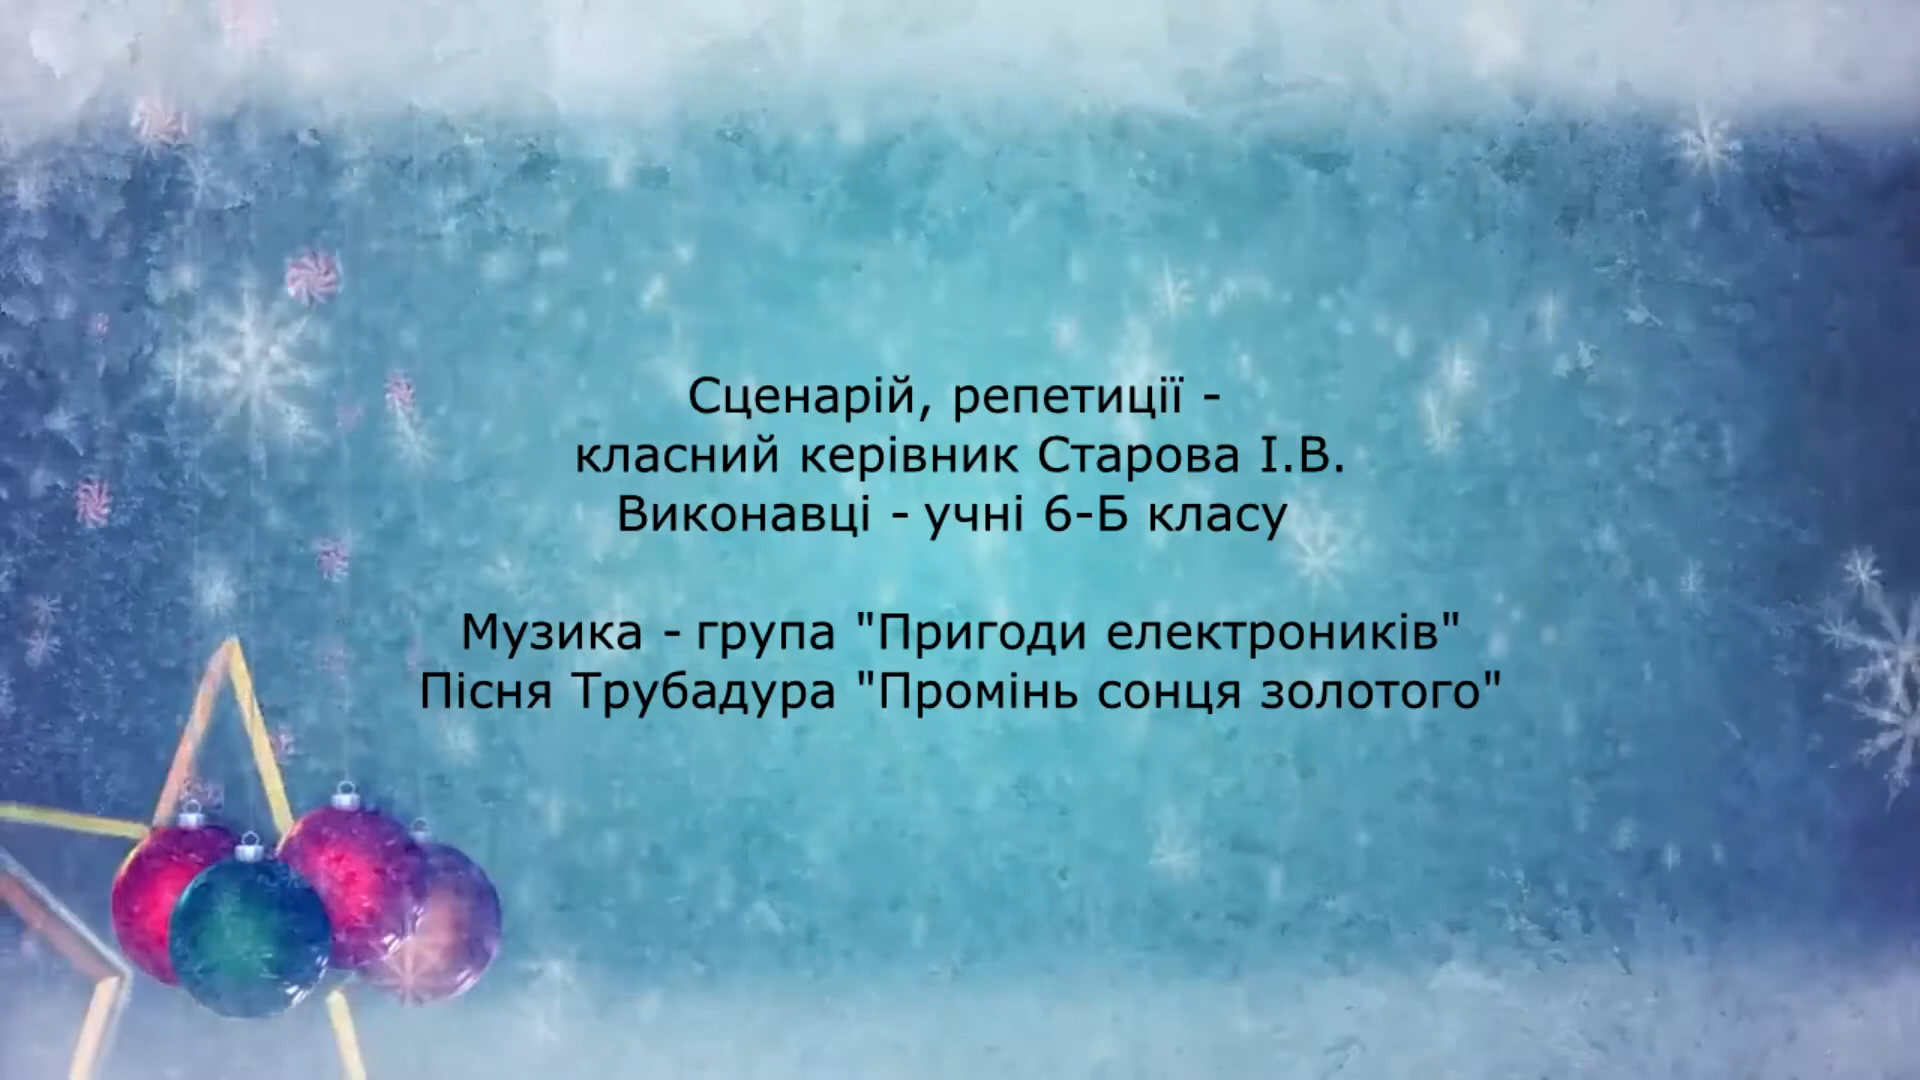 Сценарій, репетиції -
класний керівник Старова І.В.
Виконавці - учні 6-Б класу
Музика - група "Пригоди електроників"
Пісня Трубадура "Промінь сонця золотого"